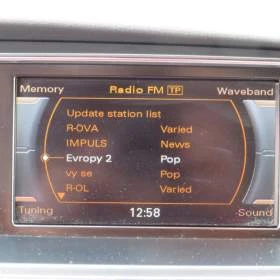 Memory Radio FM TP Waveband
Update station list
R-OVA Varied
IMPULS News
Evropy 2 Pop
vy se Pop
R-OL Varied
Tuning 12:58 Sound